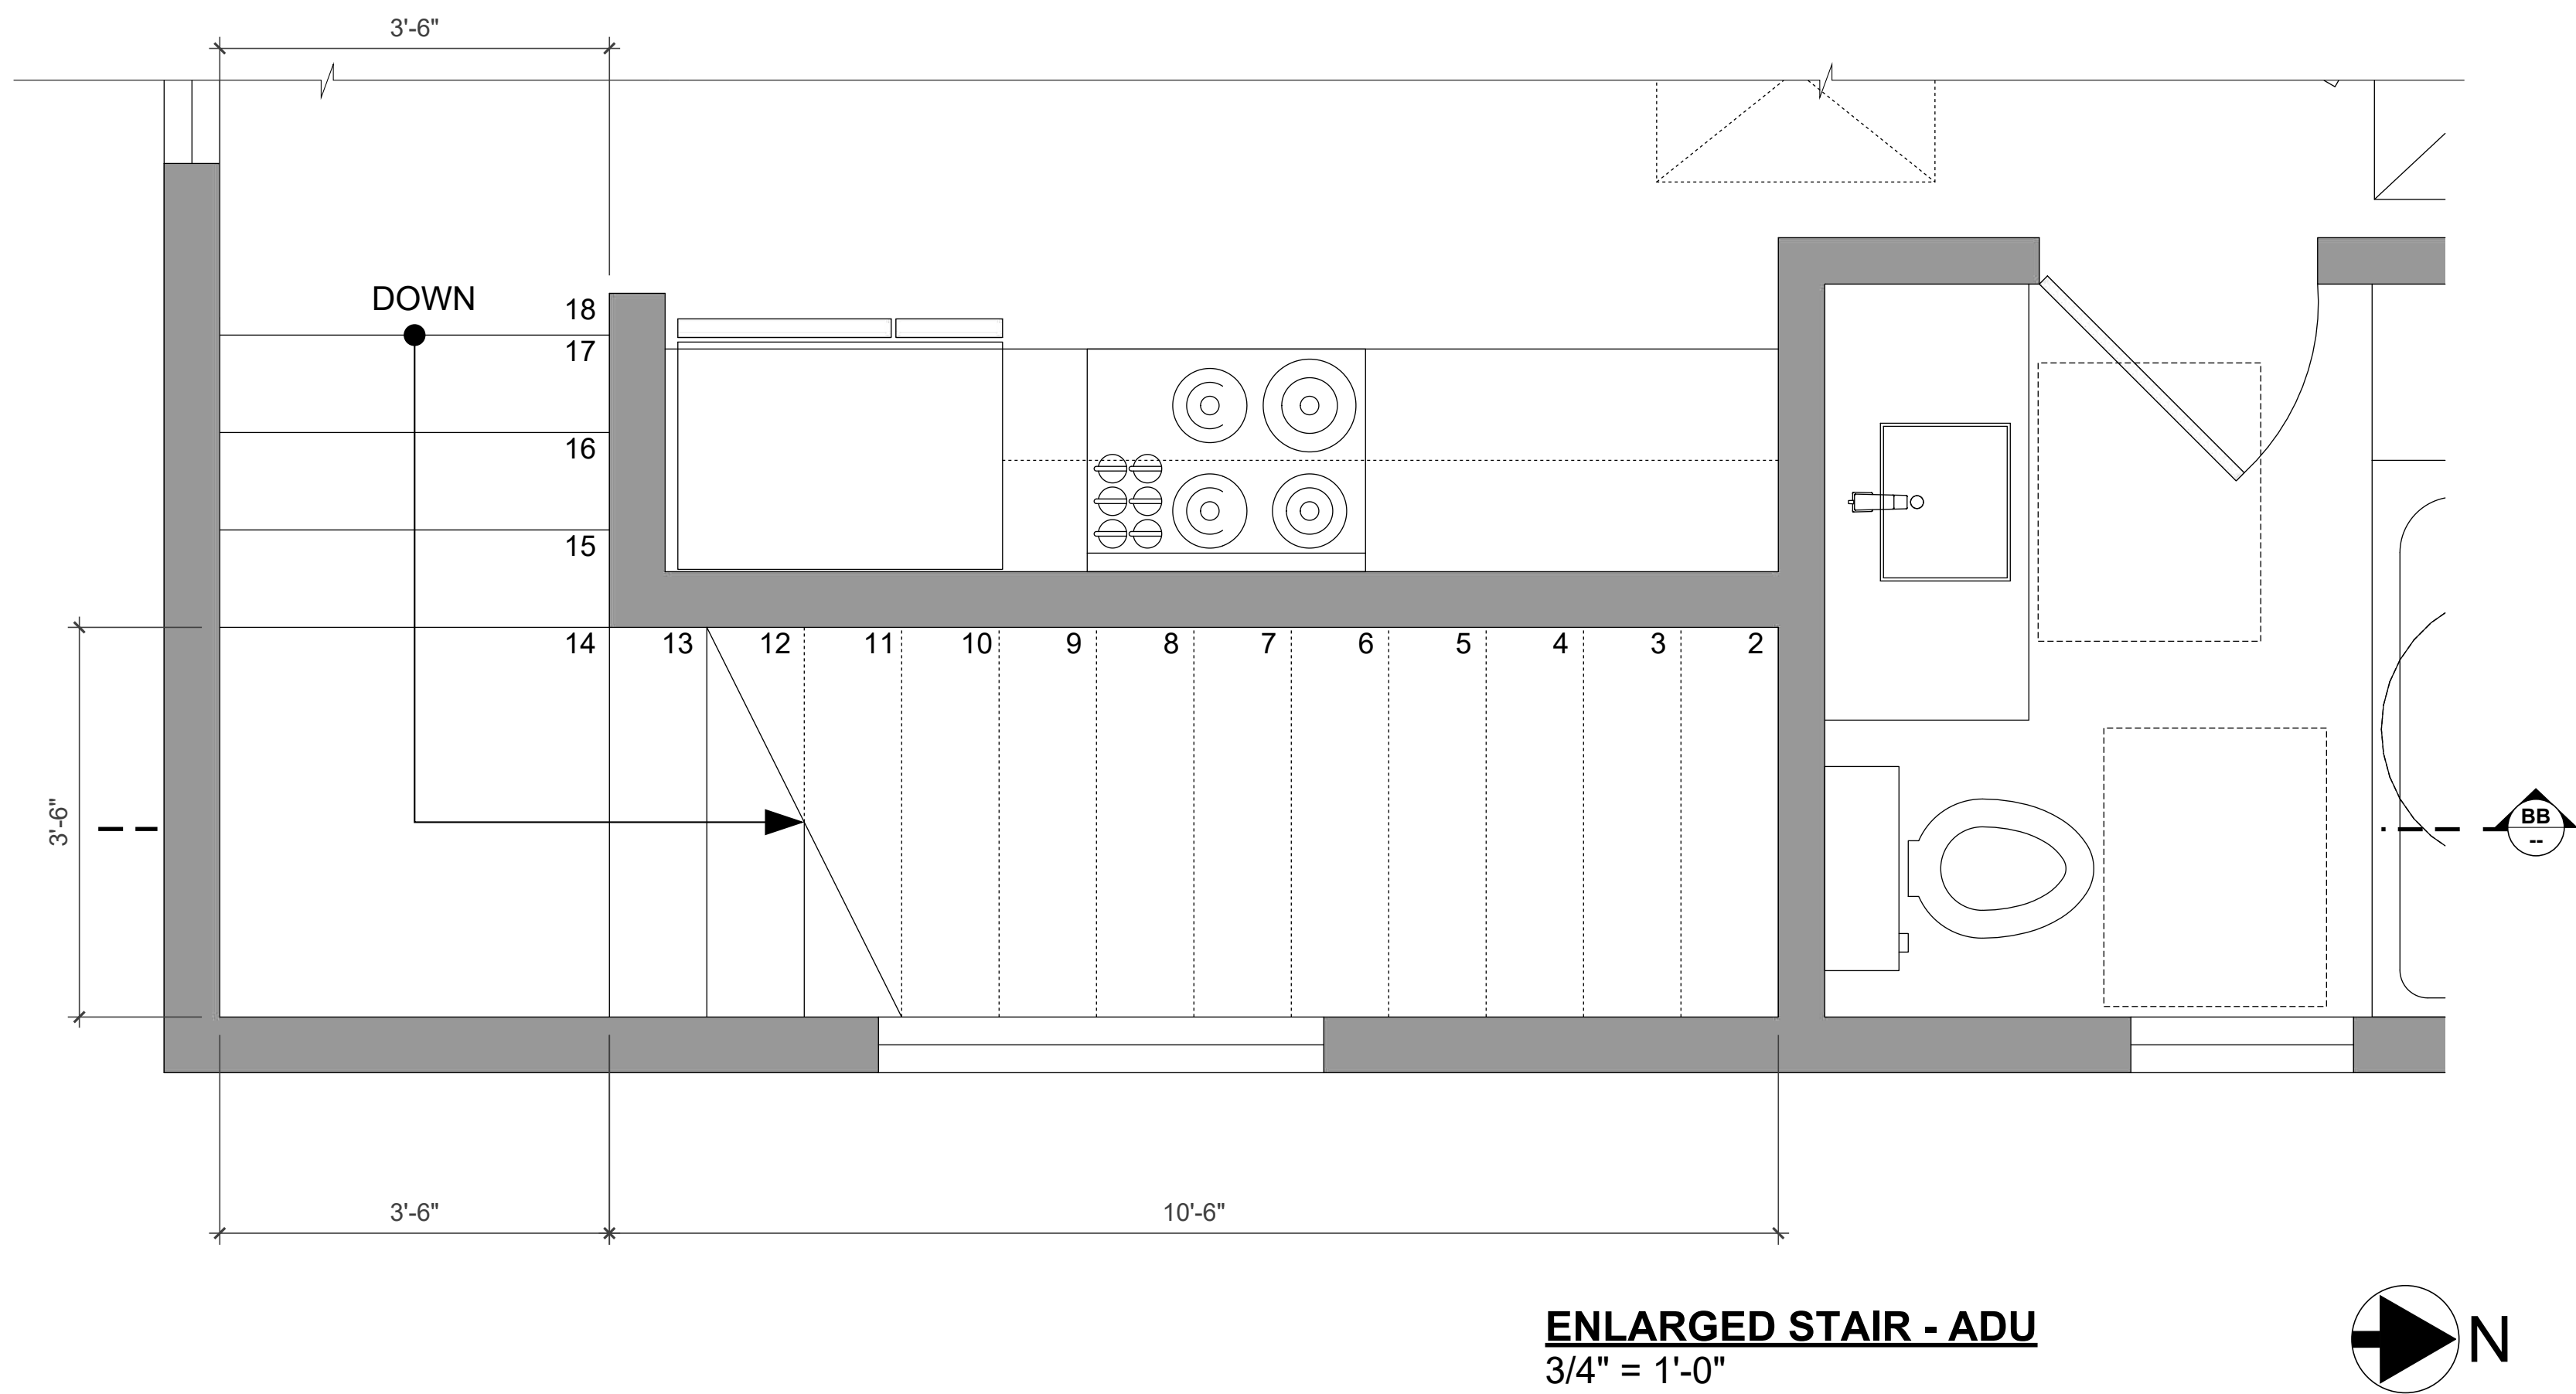 3'-6"
DOWN
18
17
16
15
14 13 12 11 10 9 8 7 6 5 4 3 2
3'-6"
BB
--
3'-6" 10'-6"
ENLARGED STAIR - ADU
3/4" = 1'-0"
N